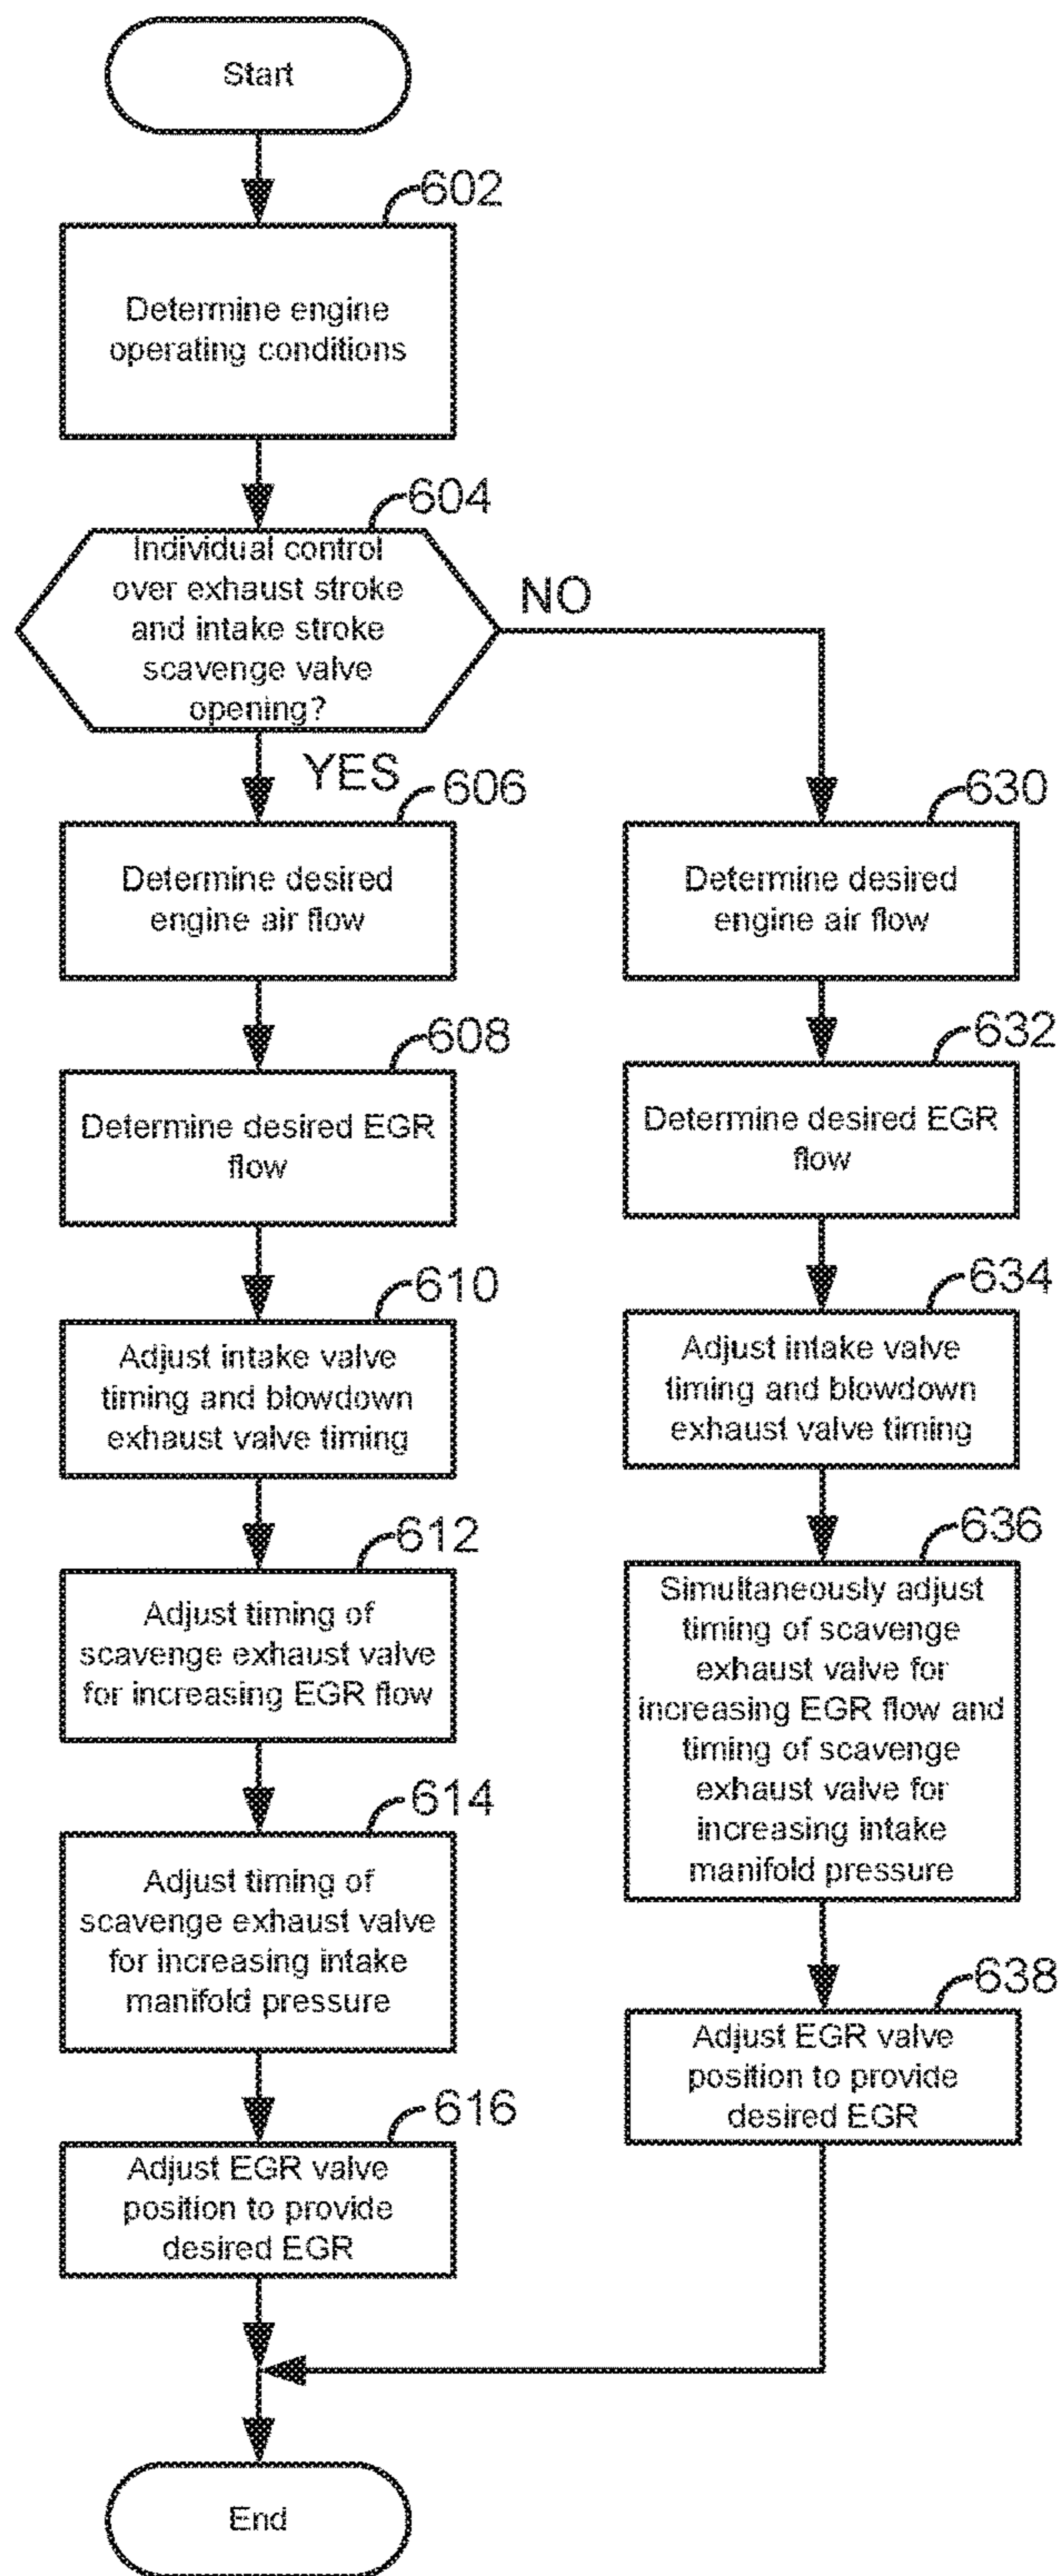 Start
602
Determine engine
operating conditions
604
Individual control
over exhaust stroke
and intake stroke
scavenge valve
opening?
NO
YES
606
Determine desired
engine air flow
608
Determine desired EGR
flow
610
Adjust intake valve
timing and blowdown
exhaust valve timing
612
Adjust timing of
scavenge exhaust valve
for increasing EGR flow
614
Adjust timing of
scavenge exhaust valve
for increasing intake
manifold pressure
616
Adjust EGR valve
position to provide
desired EGR
630
Determine desired
engine air flow
632
Determine desired EGR
flow
634
Adjust intake valve
timing and blowdown
exhaust valve timing
636
Simultaneously adjust
timing of scavenge
exhaust valve for
increasing EGR flow and
timing of scavenge
exhaust valve for
increasing intake
manifold pressure
638
Adjust EGR valve
position to provide
desired EGR
End